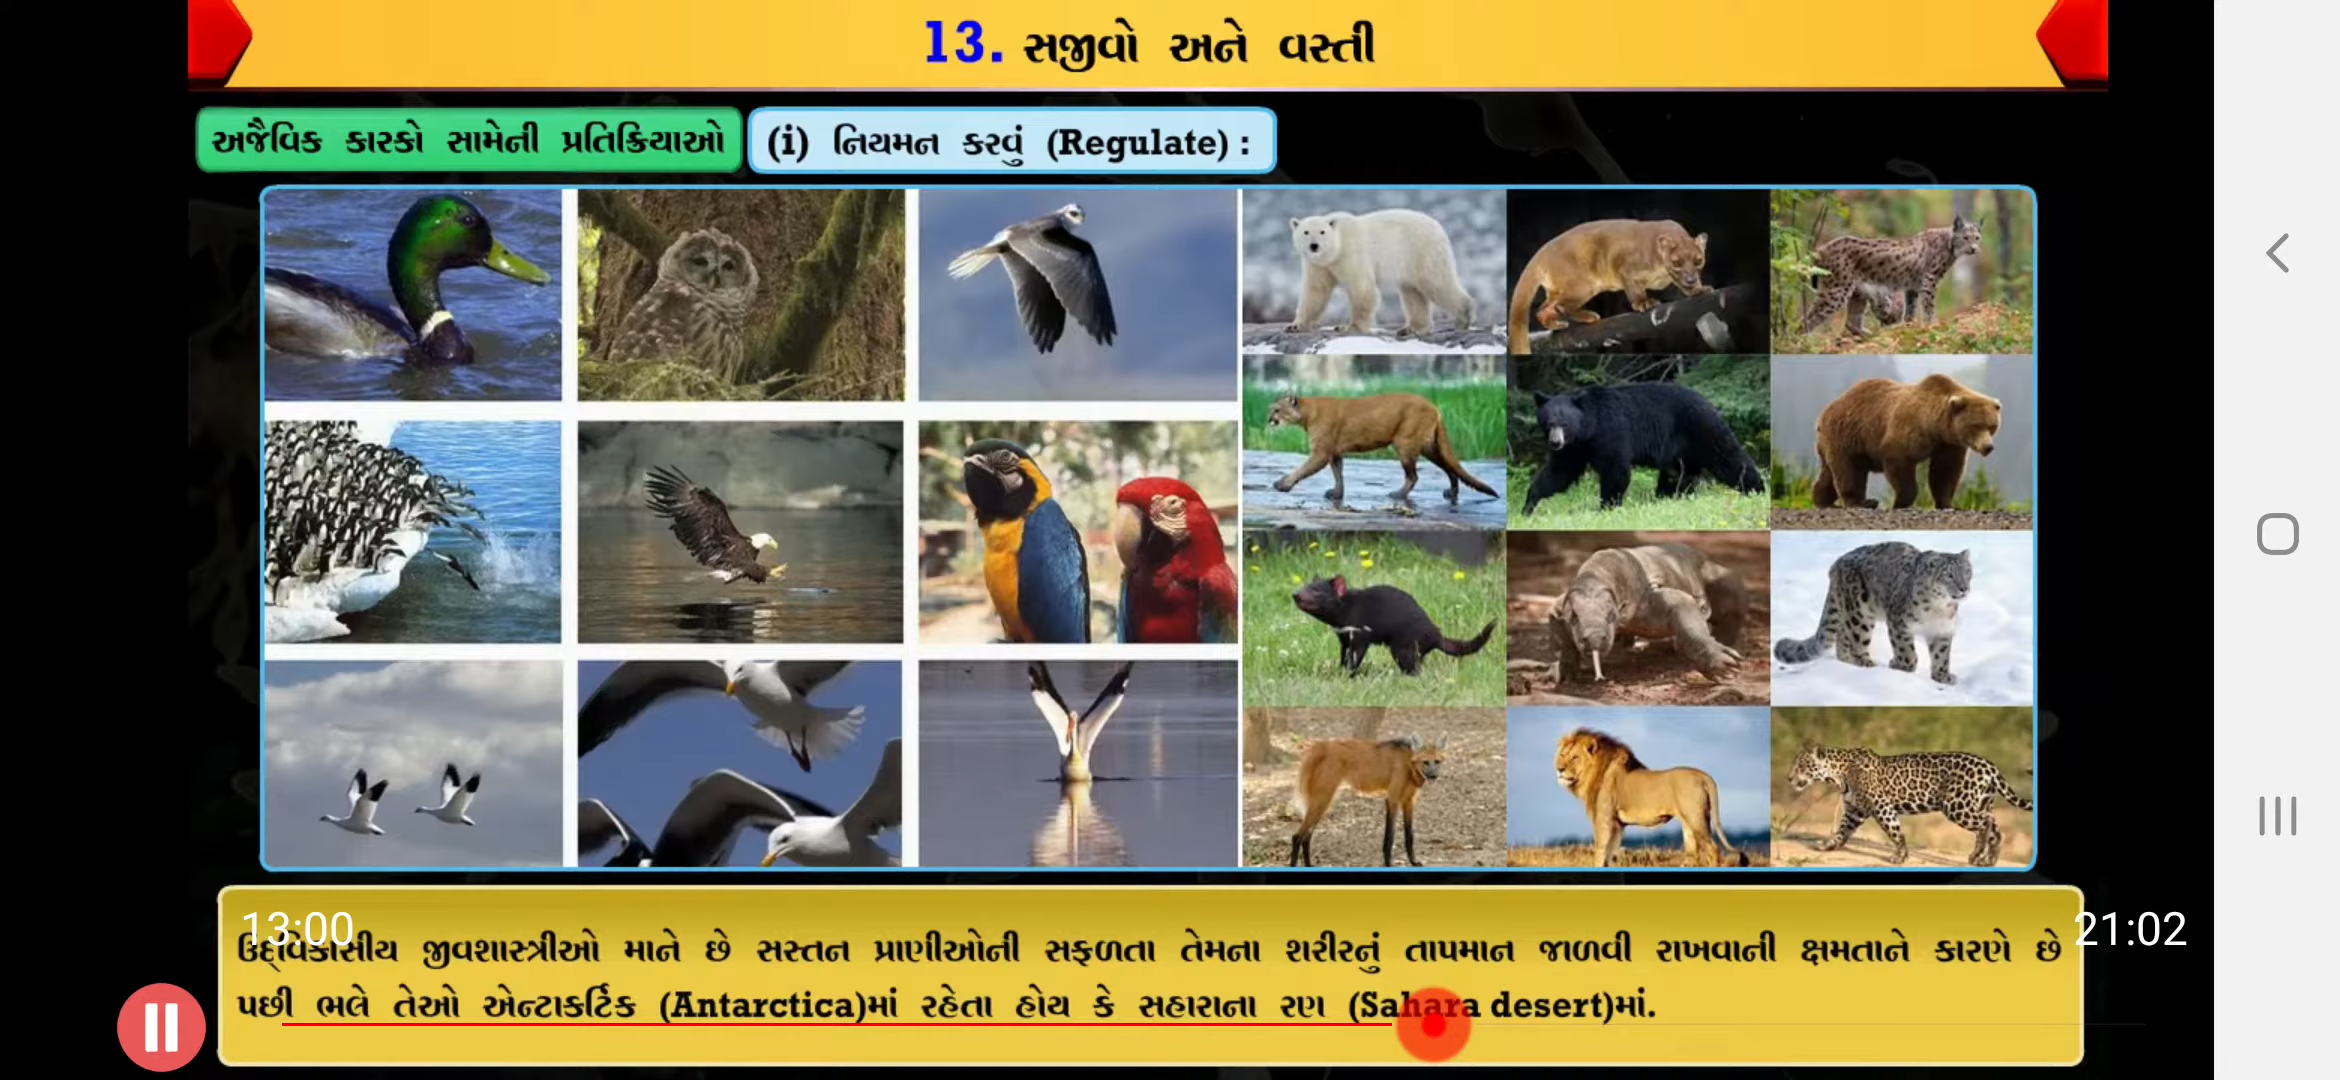 13. સજીવો અને વસ્તી
અજૈવિક કારકો સામેની પ્રતિક્રિયાઓ
(i) નિયમન કરવું (Regulate) :
13:00
21:02
ઉદ્‌વિકાસીય જીવશાસ્ત્રીઓ માને છે સસ્તન પ્રાણીઓની સફળતા તેમના શરીરનું તાપમાન જાળવી રાખવાની ક્ષમતાને કારણે છે
પછી ભલે તેઓ એન્ટાકર્ટિક (Antarctica)માં રહેતા હોય કે સહારાના રણ (Sahara desert)માં.